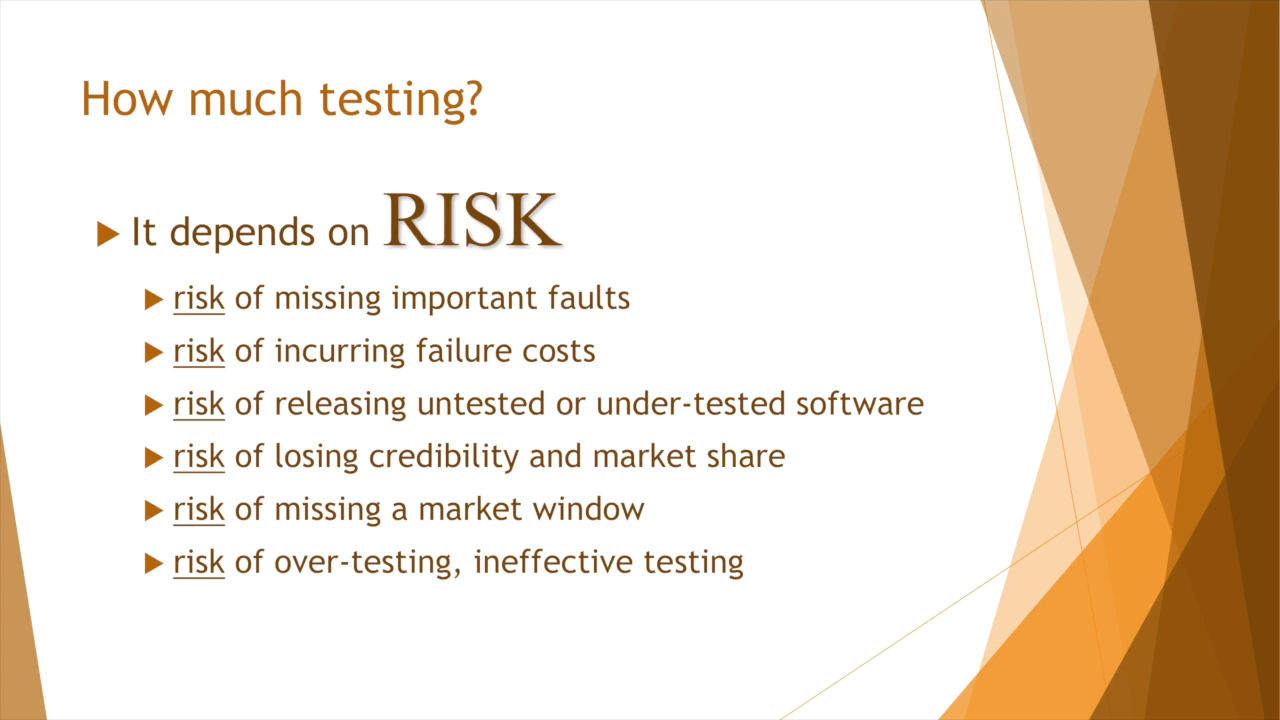 How much testing?
It depends on RISK
risk of missing important faults
risk of incurring failure costs
risk of releasing untested or under-tested software
risk of losing credibility and market share
risk of missing a market window
risk of over-testing, ineffective testing